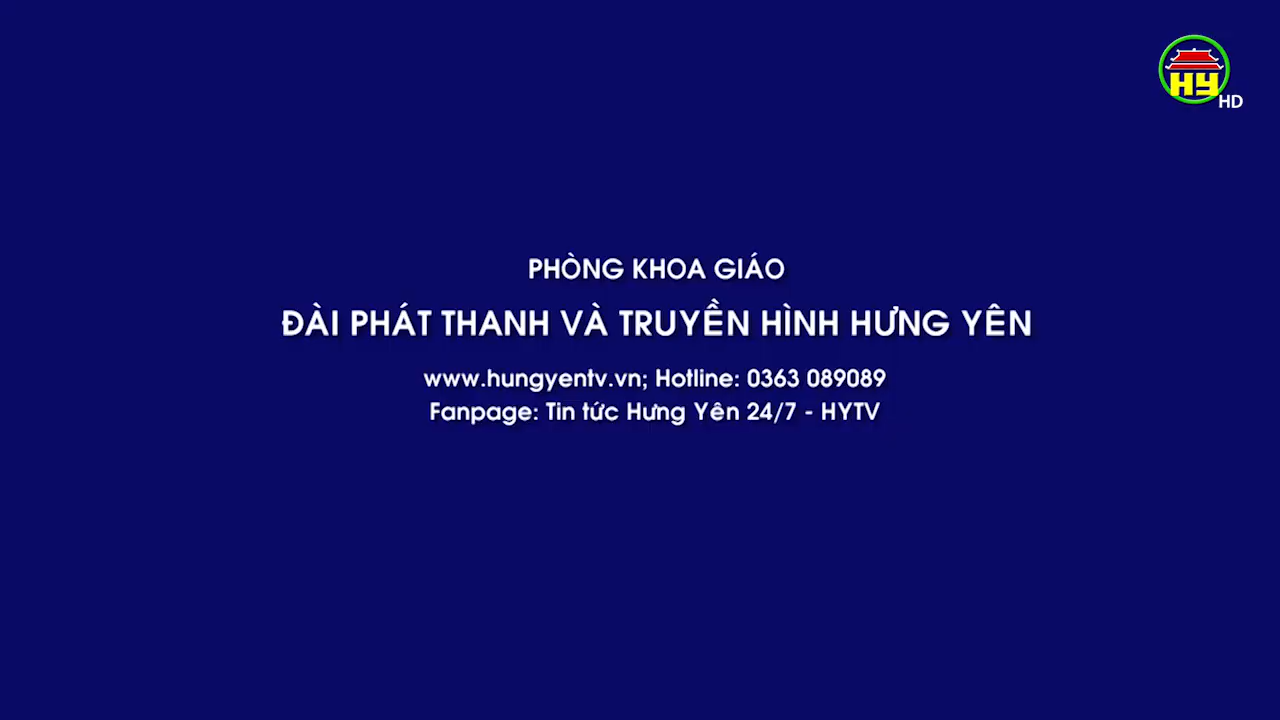 HY
HD
PHÒNG KHOA GIÁO
ĐÀI PHÁT THANH VÀ TRUYỀN HÌNH HƯNG YÊN
www.hungyentv.vn; Hotline: 0363 089089
Fanpage: Tin tức Hưng Yên 24/7 - HYTV